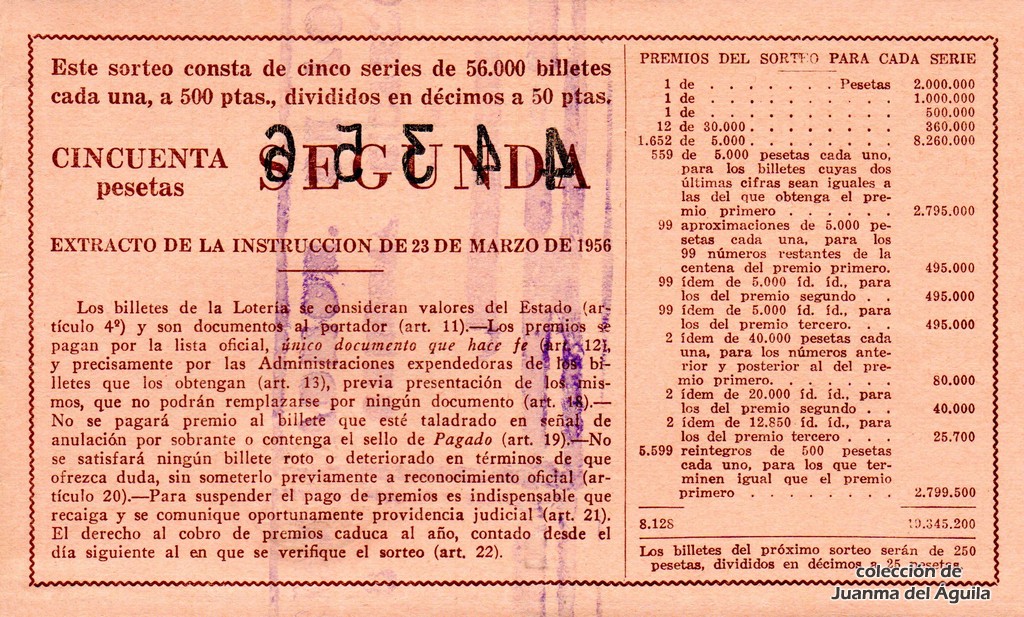 Este sorteo consta de cinco series de 56.000 billetes
cada una, a 500 ptas., divididos en décimos a 50 ptas.
CINCUENTA
pesetas
SEGUNDA
EXTRACTO DE LA INSTRUCCION DE 23 DE MARZO DE 1956
Los billetes de la Lotería se consideran valores del Estado (ar-
tículo 4º) y son documentos al portador (art. 11).—Los premios se
pagan por la lista oficial, único documento que hace fe (art. 12),
y precisamente por las Administraciones expendedoras de los bi-
lletes que los obtengan (art. 13), previa presentación de los mis-
mos, que no podrán remplazarse por ningún documento (art. 18).—
No se pagará premio al billete que esté taladrado en señal de
anulación por sobrante o contenga el sello de Pagado (art. 19).—No
se satisfará ningún billete roto o deteriorado en términos de que
ofrezca duda, sin someterlo previamente a reconocimiento oficial (ar-
tículo 20).—Para suspender el pago de premios es indispensable que
recaiga y se comunique oportunamente providencia judicial (art. 21).
El derecho al cobro de premios caduca al año, contado desde el
día siguiente al en que se verifique el sorteo (art. 22).
PREMIOS DEL SORTEO PARA CADA SERIE
1 de . . . . . . . Pesetas 2.000.000
1 de . . . . . . . . . . 1.000.000
1 de . . . . . . . . . . 500.000
12 de 30.000 . . . . . . . . 360.000
1.652 de 5.000 . . . . . . . . 8.260.000
559 de 5.000 pesetas cada uno,
para los billetes cuyas dos
últimas cifras sean iguales a
las del que obtenga el pre-
mio primero . . . . . . 2.795.000
99 aproximaciones de 5.000 pe-
setas cada una, para los
99 números restantes de la
centena del premio primero. 495.000
99 ídem de 5.000 íd. íd., para
los del premio segundo . . 495.000
99 ídem de 5.000 íd. íd., para
los del premio tercero. . . 495.000
2 ídem de 40.000 pesetas cada
una, para los números ante-
rior y posterior al del pre-
mio primero. . . . . . . 80.000
2 ídem de 20.000 íd. íd., para
los del premio segundo . . 40.000
2 ídem de 12.850 íd. íd., para
los del premio tercero . . . 25.700
5.599 reintegros de 500 pesetas
cada uno, para los que ter-
minen igual que el premio
primero . . . . . . . . . 2.799.500
8.128 19.345.200
Los billetes del próximo sorteo serán de 250
pesetas, divididos en décimos a 25 pesetas.
colección de
Juanma del Águila